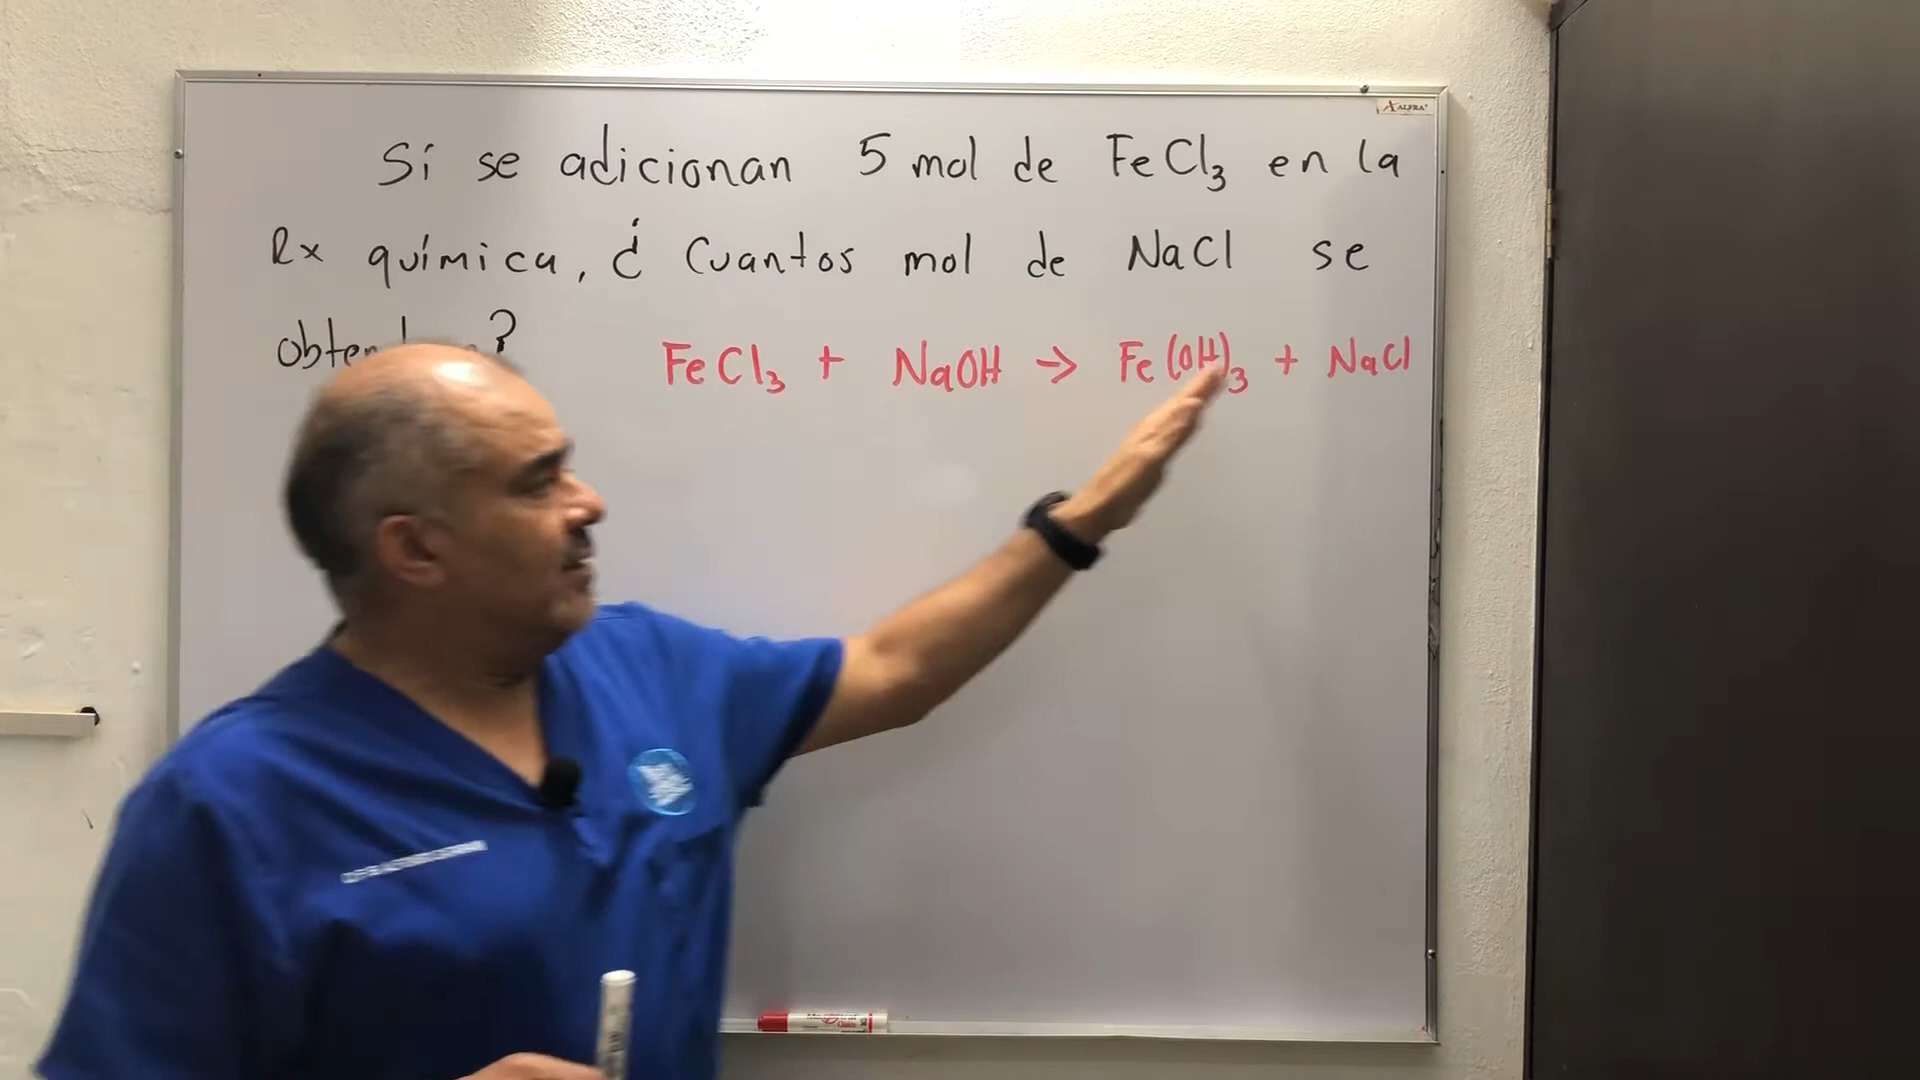 Sí se adicionan 5 mol de FeCl₃ en la
Rx química, ¿ Cuantos mol de NaCl se
?
FeCl₃ + NaOH → Fe(OH)₃ + NaCl
ALFRA